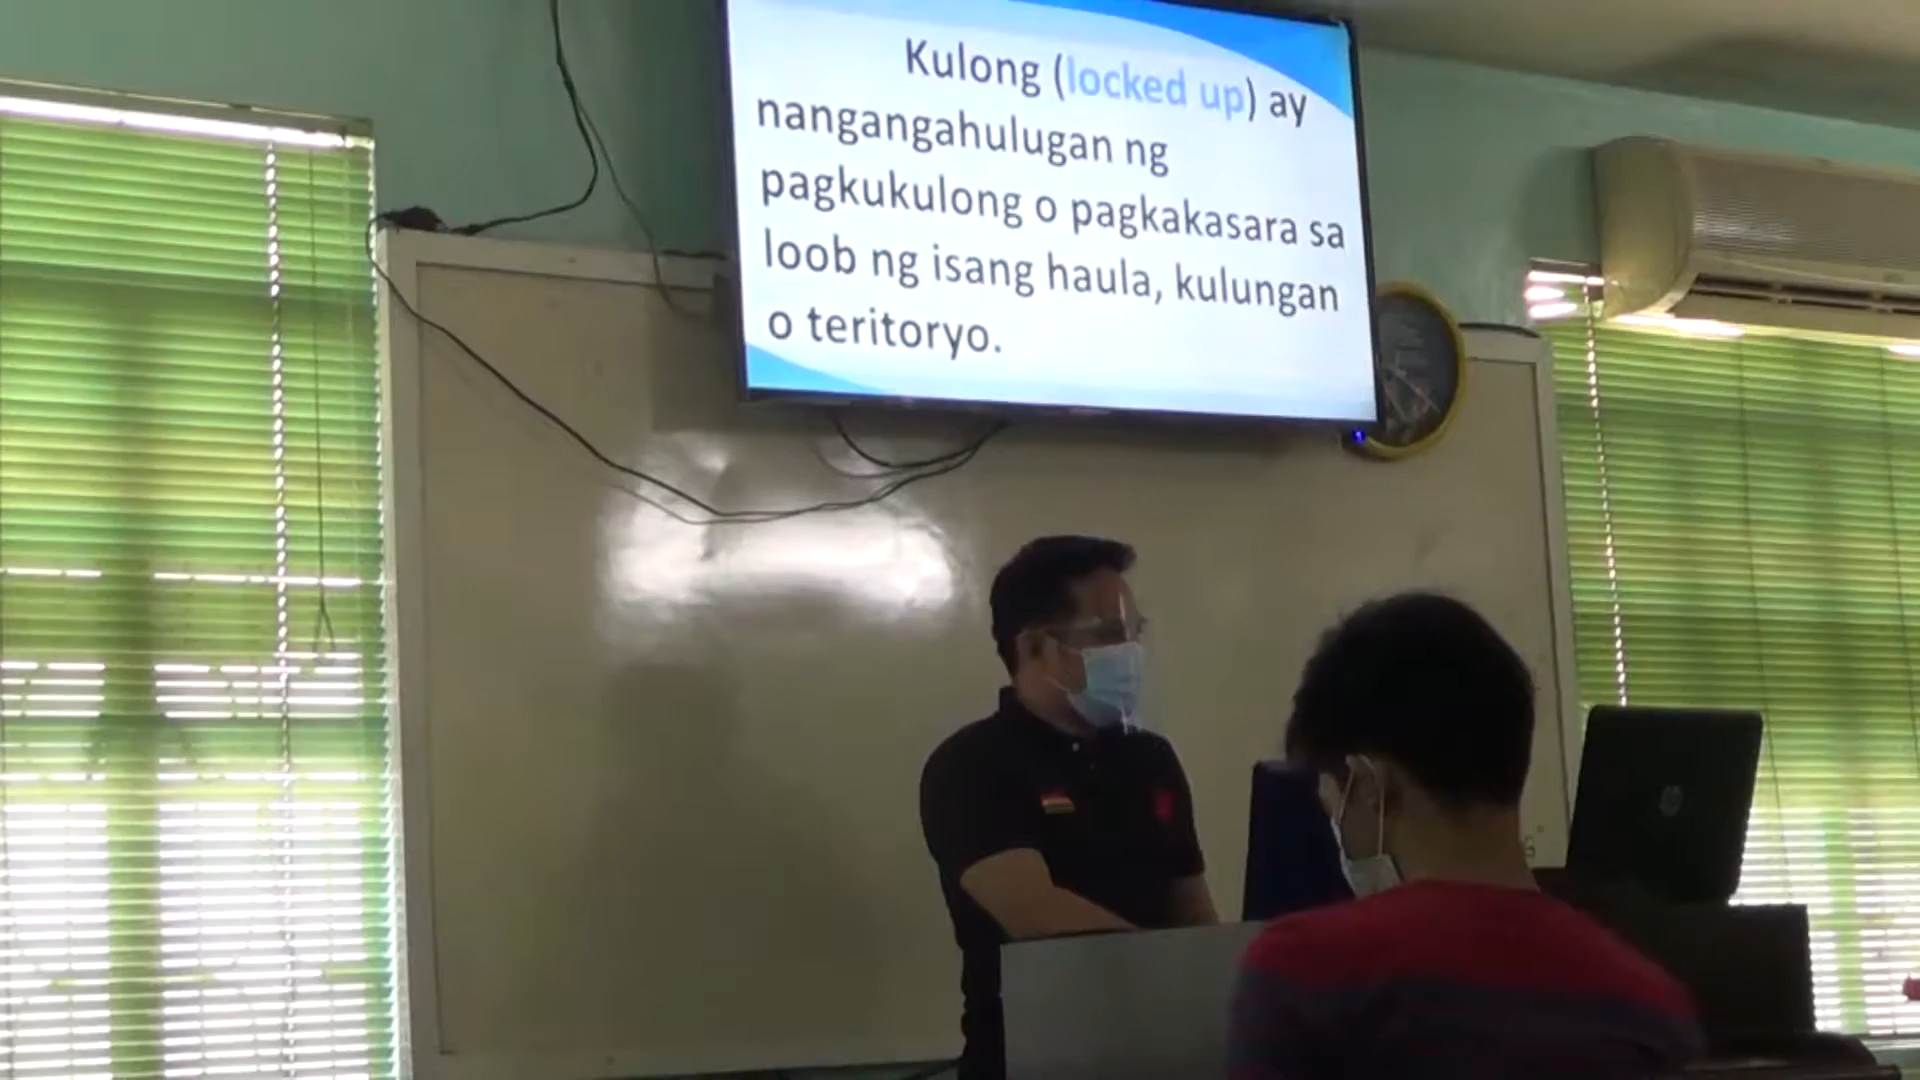 Kulong (locked up) ay
nangangahulugan ng
pagkukulong o pagkakasara sa
loob ng isang haula, kulungan
o teritoryo.